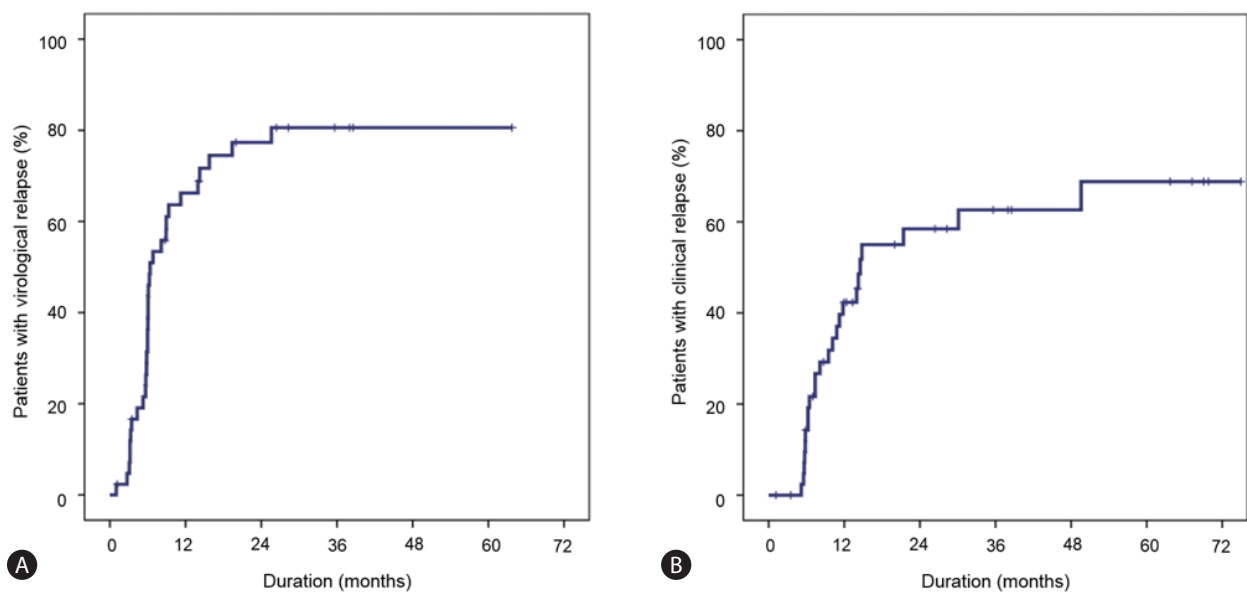 Patients with virological relapse (%)
100
80
60
40
20
0
0 12 24 36 48 60 72
Duration (months)
A
Patients with clinical relapse (%)
100
80
60
40
20
0
0 12 24 36 48 60 72
Duration (months)
B